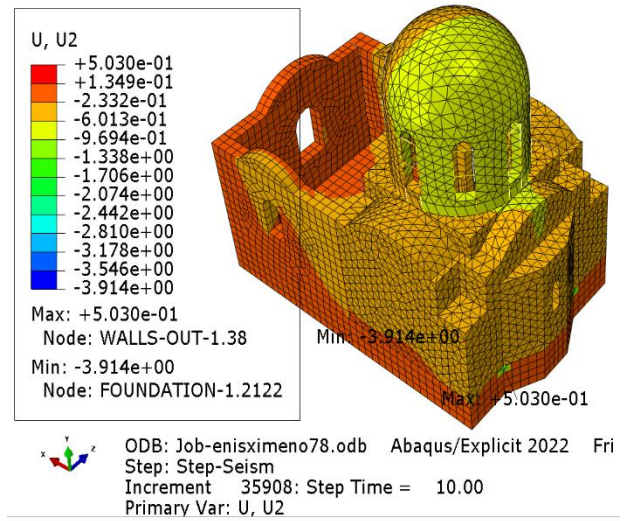 U, U2
+5.030e-01
+1.349e-01
-2.332e-01
-6.013e-01
-9.694e-01
-1.338e+00
-1.706e+00
-2.074e+00
-2.442e+00
-2.810e+00
-3.178e+00
-3.546e+00
-3.914e+00
Max: +5.030e-01
Node: WALLS-OUT-1.38
Min: -3.914e+00
Node: FOUNDATION-1.2122
Min: -3.914e+00
Max: +5.030e-01
Y
X Z
ODB: Job-enisximeno78.odb Abaqus/Explicit 2022 Fri
Step: Step-Seism
Increment 35908: Step Time = 10.00
Primary Var: U, U2